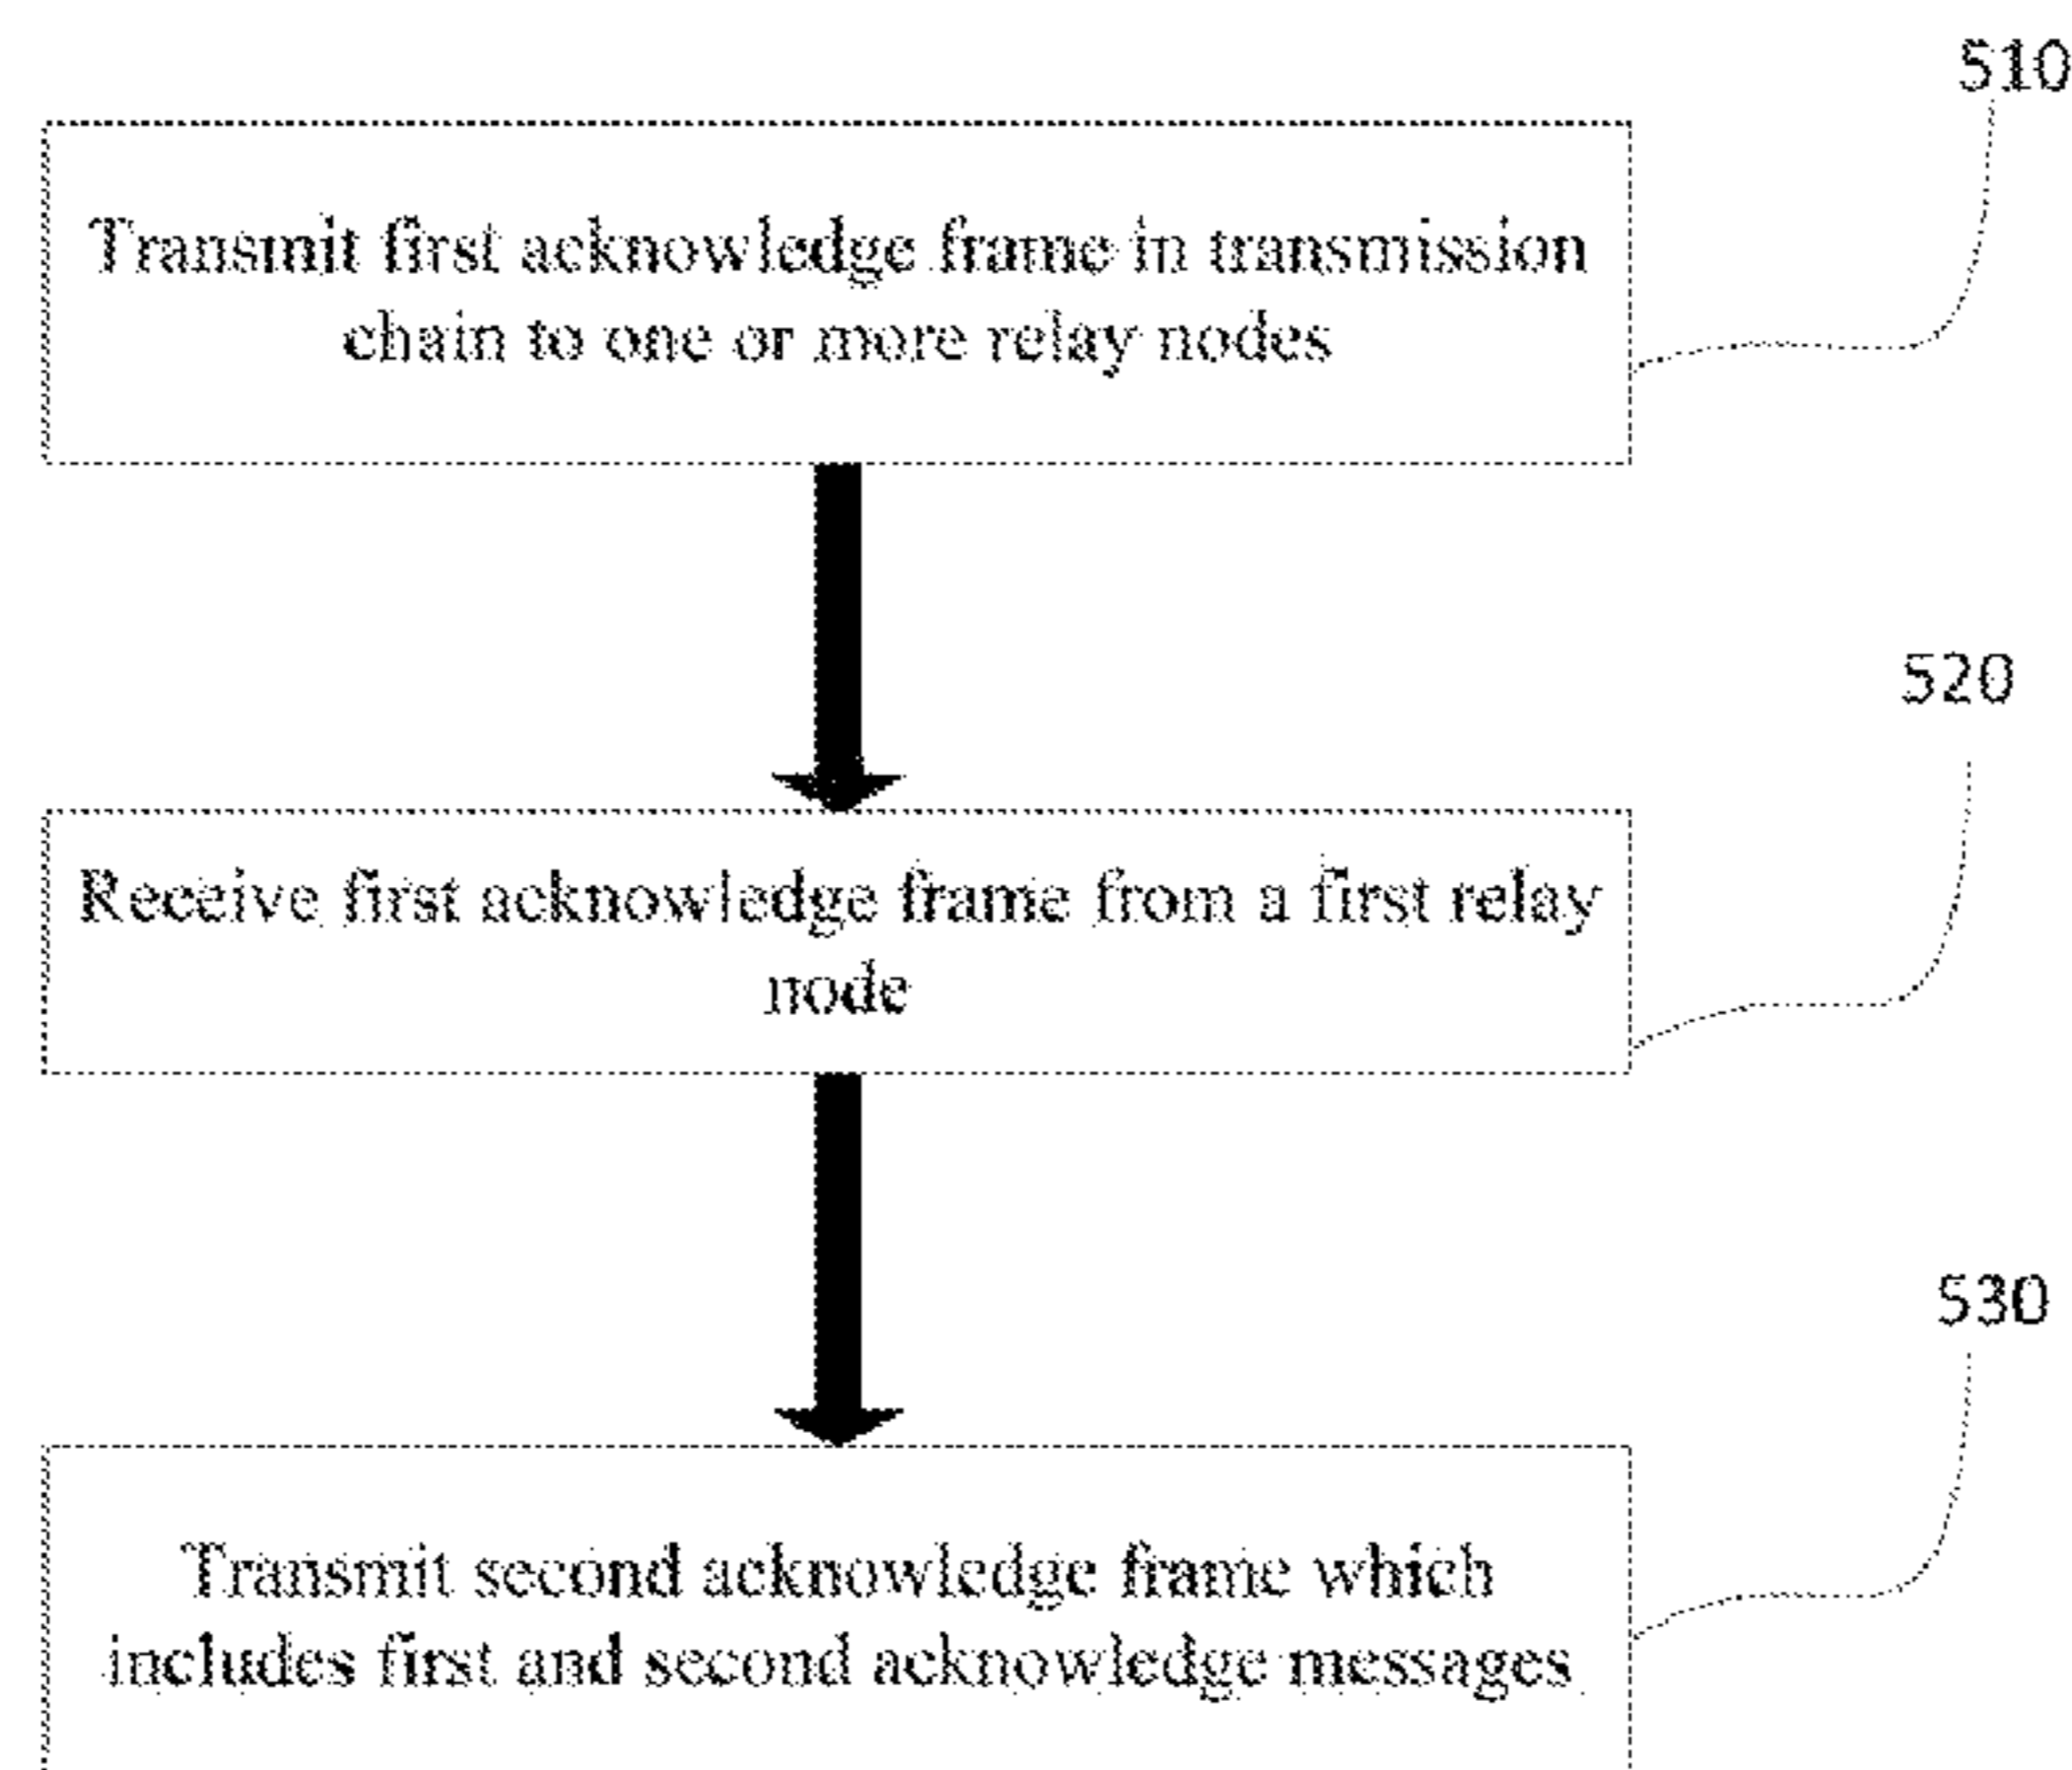 510
Transmit first acknowledge frame in transmission
chain to one or more relay nodes
520
Receive first acknowledge frame from a first relay
node
530
Transmit second acknowledge frame which
includes first and second acknowledge messages